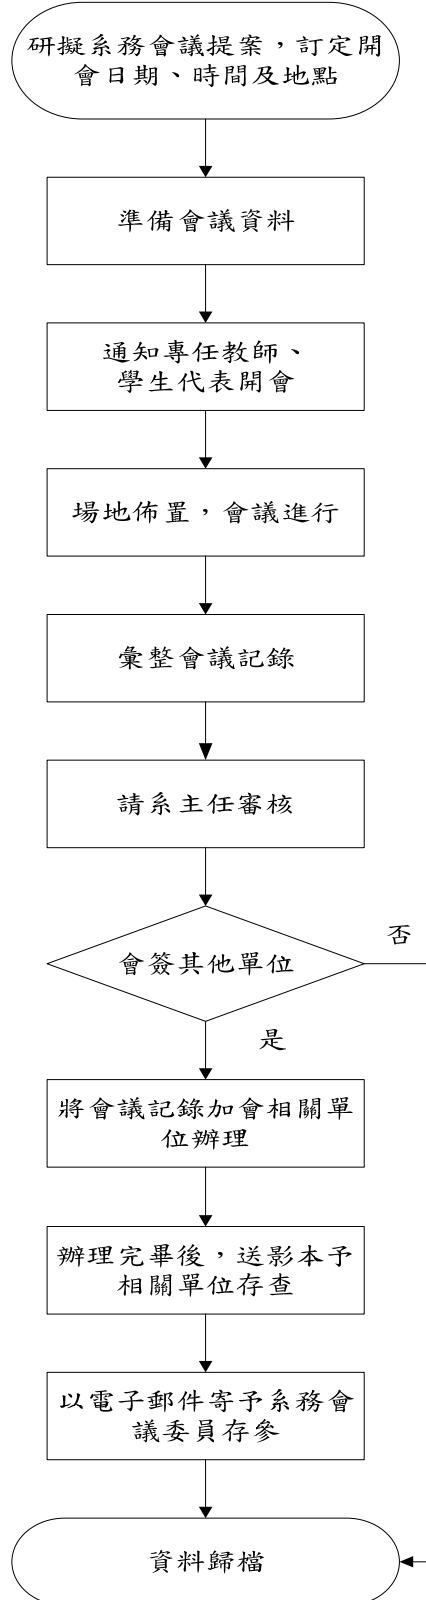 研擬系務會議提案，訂定開
會日期、時間及地點
準備會議資料
通知專任教師、
學生代表開會
場地佈置，會議進行
彙整會議記錄
請系主任審核
否
會簽其他單位
是
將會議記錄加會相關單
位辦理
辦理完畢後，送影本予
相關單位存查
以電子郵件寄予系務會
議委員存參
資料歸檔